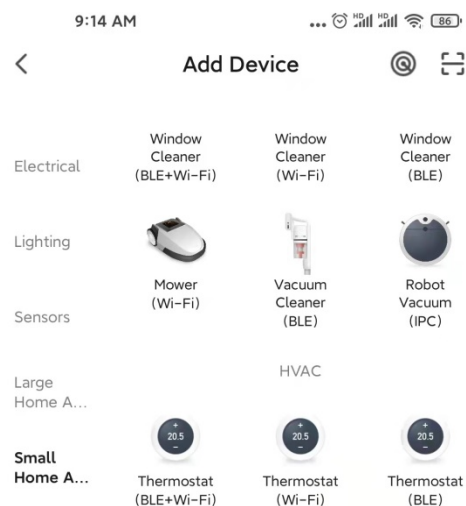 9:14 AM
HD HD 86
Add Device
Electrical
Lighting
Sensors
Large
Home A...
Small
Home A...
Window
Cleaner
(BLE+Wi-Fi)
Window
Cleaner
(Wi-Fi)
Window
Cleaner
(BLE)
Mower
(Wi-Fi)
Vacuum
Cleaner
(BLE)
Robot
Vacuum
(IPC)
HVAC
20.5
20.5
20.5
Thermostat
(BLE+Wi-Fi)
Thermostat
(Wi-Fi)
Thermostat
(BLE)